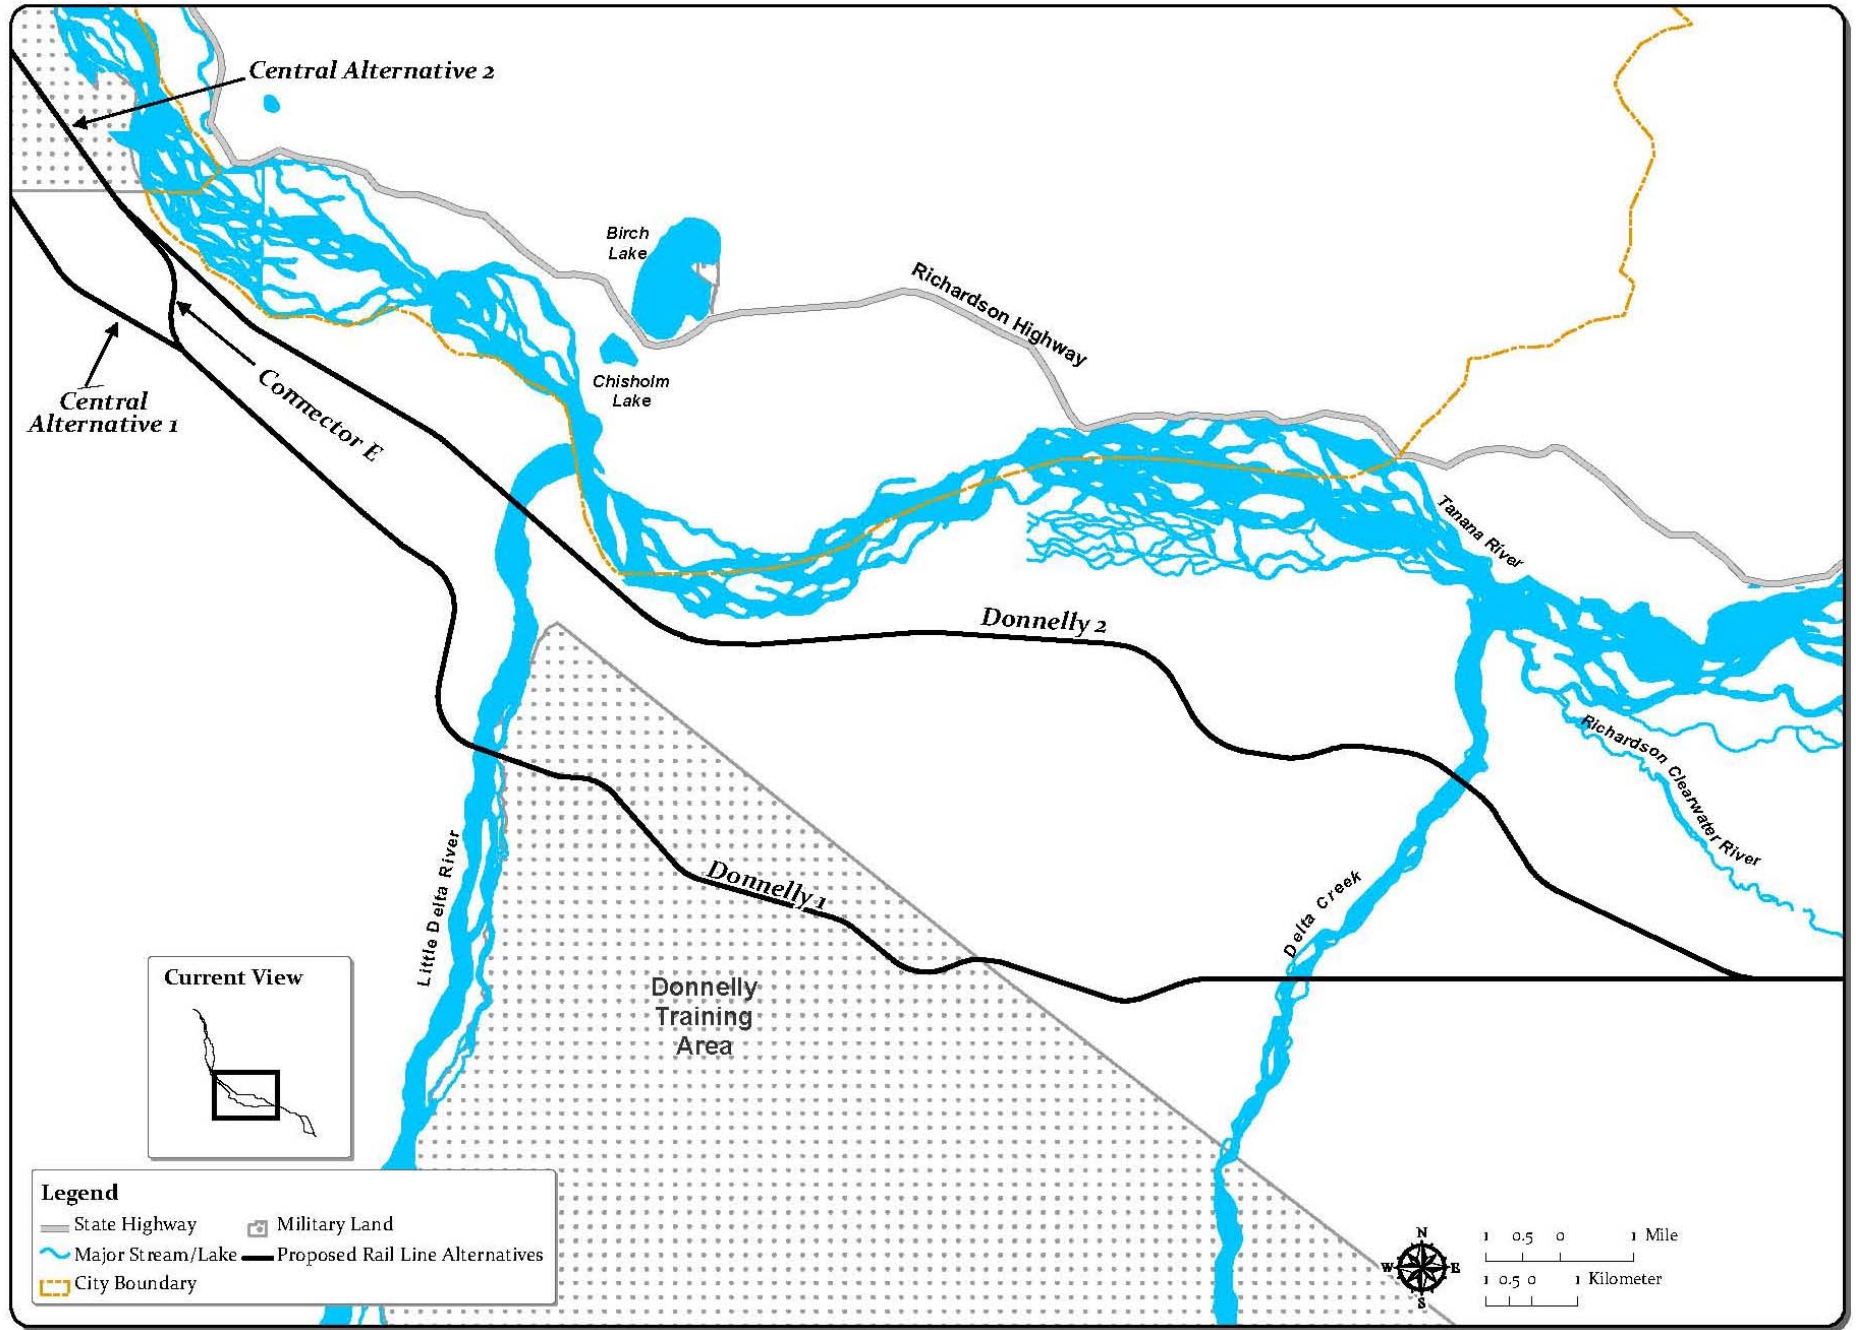 Central Alternative 2
Birch
Lake
Richardson Highway
Chisholm
Lake
Central
Alternative 1
Connector E
Tanana River
Donnelly 2
Richardson Clearwater River
Little Delta River
Donnelly 1
Delta Creek
Donnelly
Training
Area
Current View
Legend
State Highway
Military Land
Major Stream/Lake
Proposed Rail Line Alternatives
City Boundary
N
W E
S
1 0.5 0 1 Mile
1 0.5 0 1 Kilometer